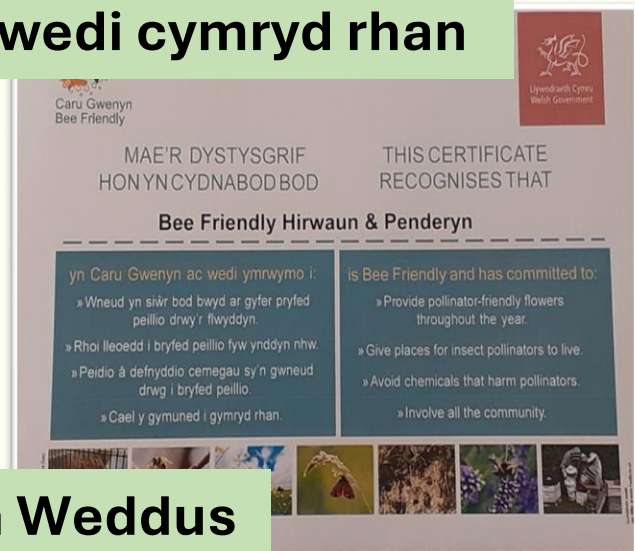 wedi cymryd rhan
Caru Gwenyn
Bee Friendly
Llywodraeth Cymru
Welsh Government
MAE'R DYSTYSGRIF
HON YN CYDNABOD BOD
THIS CERTIFICATE
RECOGNISES THAT
Bee Friendly Hirwaun & Penderyn
yn Caru Gwenyn ac wedi ymrwymo i:
» Wneud yn siŵr bod bwyd ar gyfer pryfed
peillio drwy'r flwyddyn.
» Rhoi lleoedd i bryfed peillio fyw ynddyn nhw.
» Peidio â defnyddio cemegau sy'n gwneud
drwg i bryfed peillio.
» Cael y gymuned i gymryd rhan.
is Bee Friendly and has committed to:
» Provide pollinator-friendly flowers
throughout the year.
» Give places for insect pollinators to live.
» Avoid chemicals that harm pollinators.
» Involve all the community.
Weddus